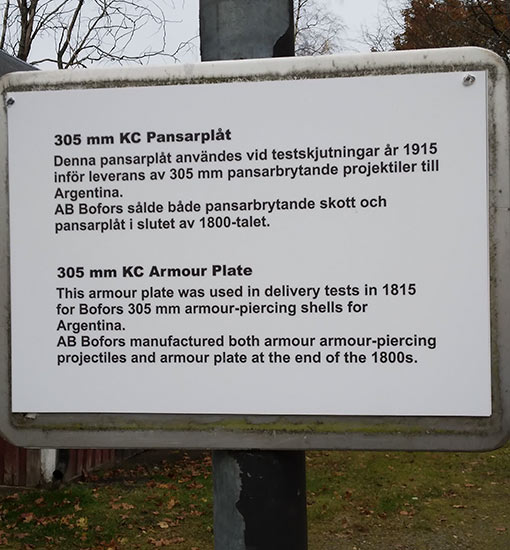 305 mm KC Pansarplåt
Denna pansarplåt användes vid testskjutningar år 1915
inför leverans av 305 mm pansarbrytande projektiler till
Argentina.
AB Bofors sålde både pansarbrytande skott och
pansarplåt i slutet av 1800-talet.
305 mm KC Armour Plate
This armour plate was used in delivery tests in 1815
for Bofors 305 mm armour-piercing shells for
Argentina.
AB Bofors manufactured both armour armour-piercing
projectiles and armour plate at the end of the 1800s.